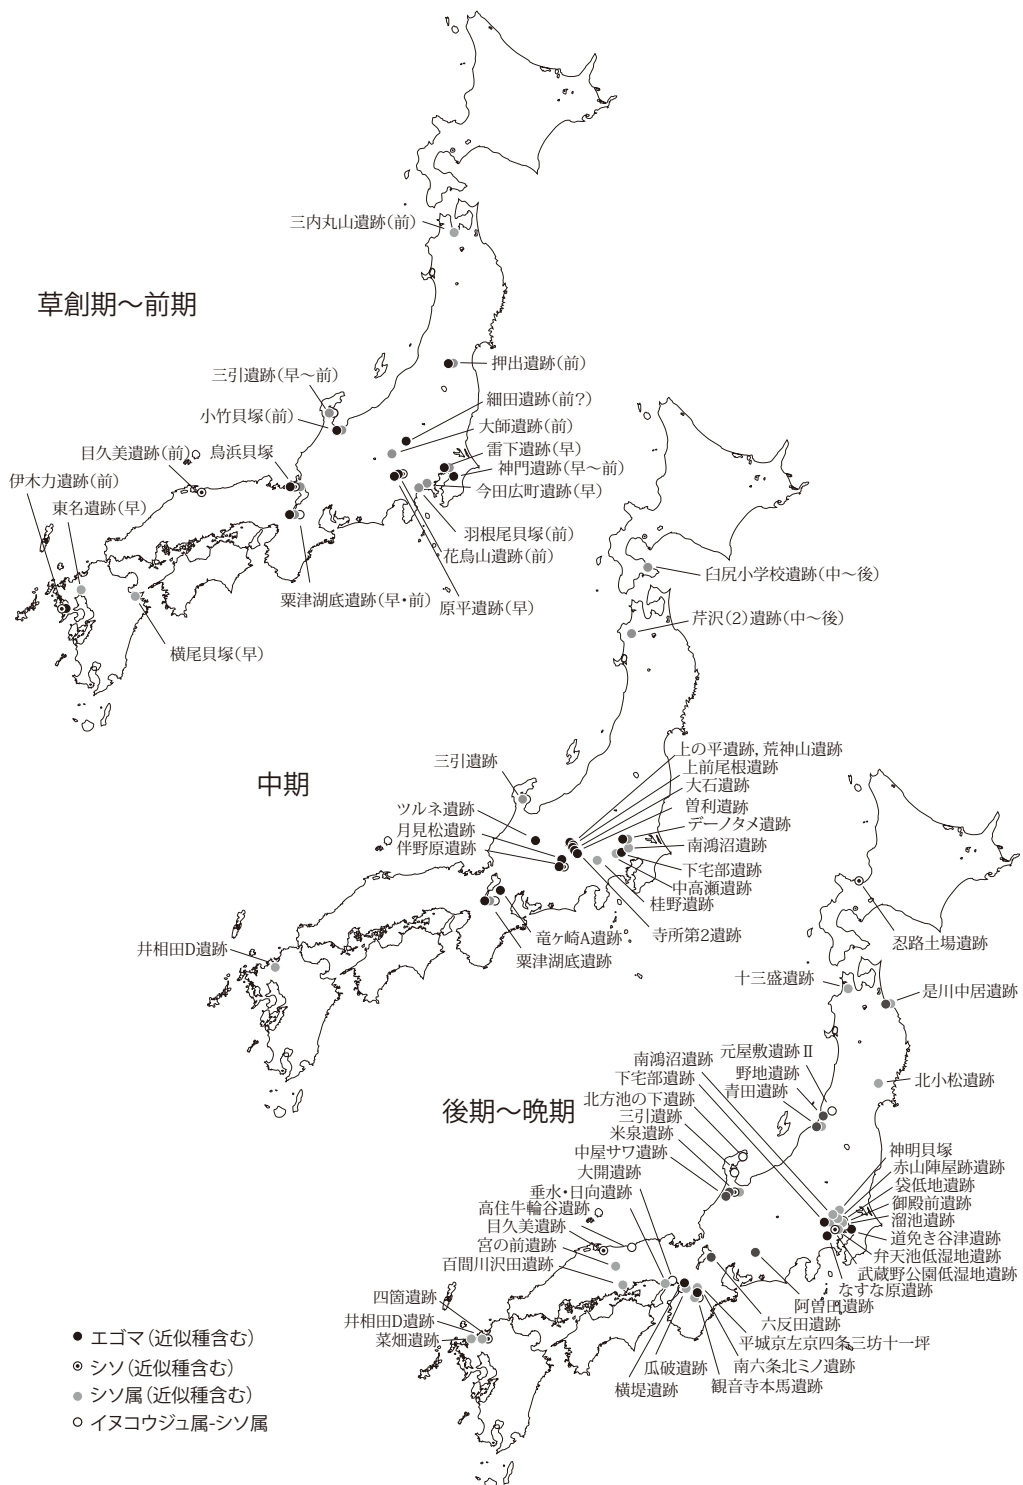 三内丸山遺跡(前)
草創期～前期
押出遺跡(前)
三引遺跡(早～前)
細田遺跡(前?)
小竹貝塚(前)
大師遺跡(前)
雷下遺跡(早)
目久美遺跡(前)
鳥浜貝塚
神門遺跡(早～前)
伊木力遺跡(前)
今田広町遺跡(早)
東名遺跡(早)
羽根尾貝塚(前)
花鳥山遺跡(前)
粟津湖底遺跡(早・前)
原平遺跡(早)
横尾貝塚(早)
臼尻小学校遺跡(中～後)
芹沢(2)遺跡(中～後)
中期
三引遺跡
上の平遺跡, 荒神山遺跡
上前尾根遺跡
大石遺跡
ツルネ遺跡
曽利遺跡
月見松遺跡
デーノタメ遺跡
伴野原遺跡
南鴻沼遺跡
下宅部遺跡
中高瀬遺跡
桂野遺跡
寺所第2遺跡
竜ヶ崎A遺跡
粟津湖底遺跡
井相田D遺跡
忍路土場遺跡
十三盛遺跡
是川中居遺跡
後期～晩期
元屋敷遺跡Ⅱ
南鴻沼遺跡
野地遺跡
下宅部遺跡
青田遺跡
北小松遺跡
北方池の下遺跡
三引遺跡
米泉遺跡
中屋サワ遺跡
神明貝塚
大開遺跡
赤山陣屋跡遺跡
垂水・日向遺跡
袋低地遺跡
高住牛輪谷遺跡
御殿前遺跡
目久美遺跡
溜池遺跡
宮の前遺跡
道免き谷津遺跡
百間川沢田遺跡
弁天池低湿地遺跡
武蔵野公園低湿地遺跡
なすな原遺跡
四箇遺跡
阿曽田遺跡
井相田D遺跡
六反田遺跡
菜畑遺跡
平城京左京四条三坊十一坪
瓜破遺跡
南六条北ミノ遺跡
横堤遺跡
観音寺本馬遺跡
エゴマ(近似種含む)
シソ(近似種含む)
シソ属(近似種含む)
イヌコウジュ属-シソ属